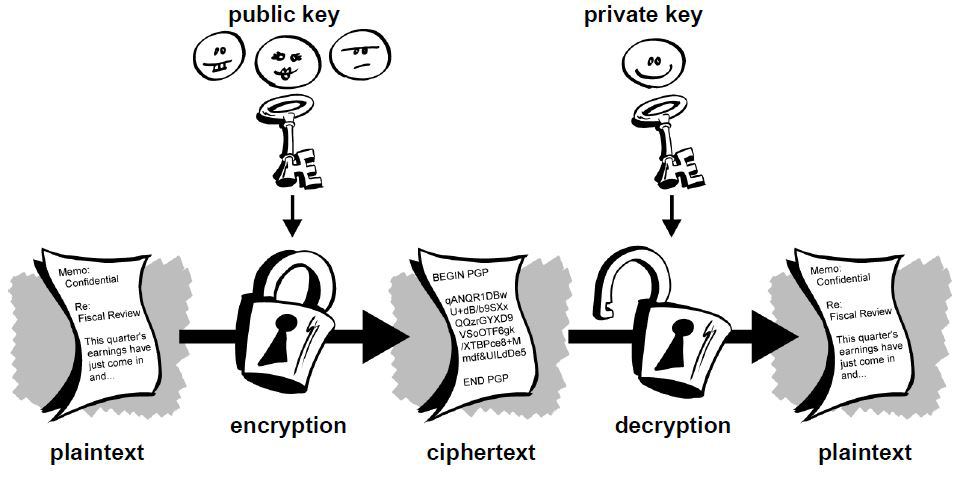 public key
private key
Memo:
Confidential
Re:
Fiscal Review
This quarter's
earnings have
just come in
and...
BEGIN PGP
qANQR1DBw
U+dB/b9SXx
QQzrGYXD9
VSoOTF6gk
/XTBPce8+M
mdf&UILdDe5
END PGP
Memo:
Confidential
Re:
Fiscal Review
This quarter's
earnings have
just come in
and...
encryption
decryption
plaintext
ciphertext
plaintext